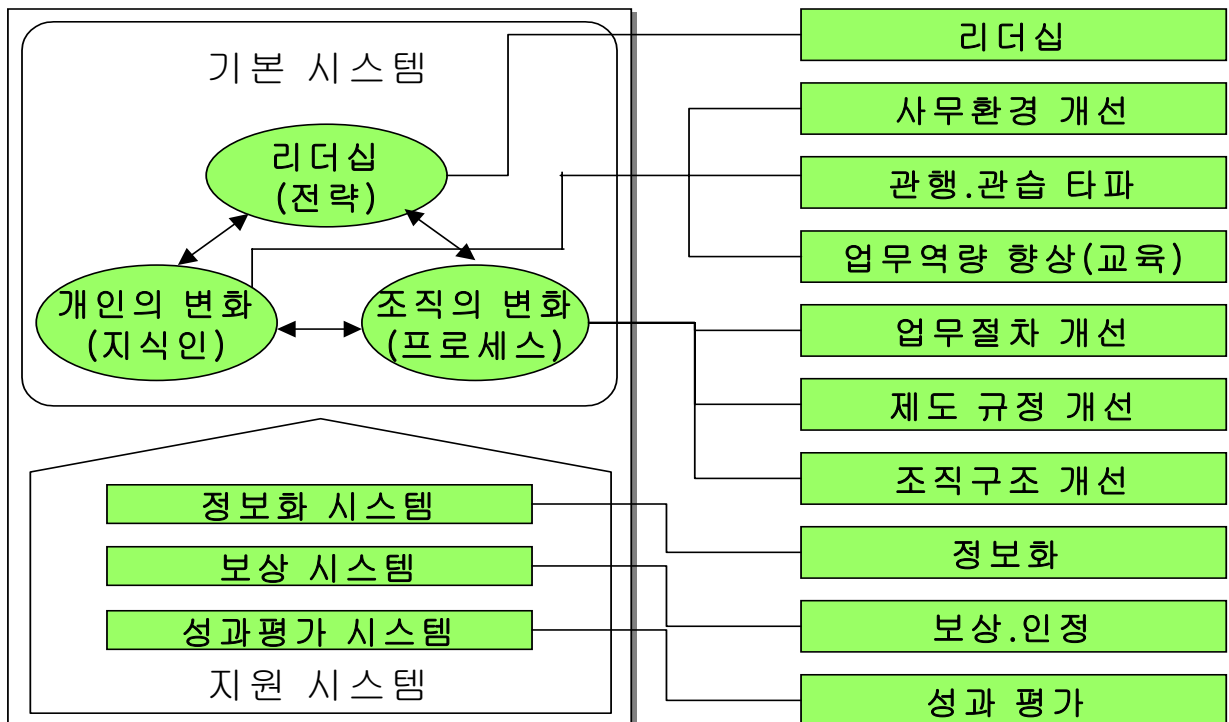 기본 시스템
리더십
(전략)
개인의 변화
(지식인)
조직의 변화
(프로세스)
정보화 시스템
보상 시스템
성과평가 시스템
지원 시스템
리더십
사무환경 개선
관행.관습 타파
업무역량 향상(교육)
업무절차 개선
제도 규정 개선
조직구조 개선
정보화
보상.인정
성과 평가